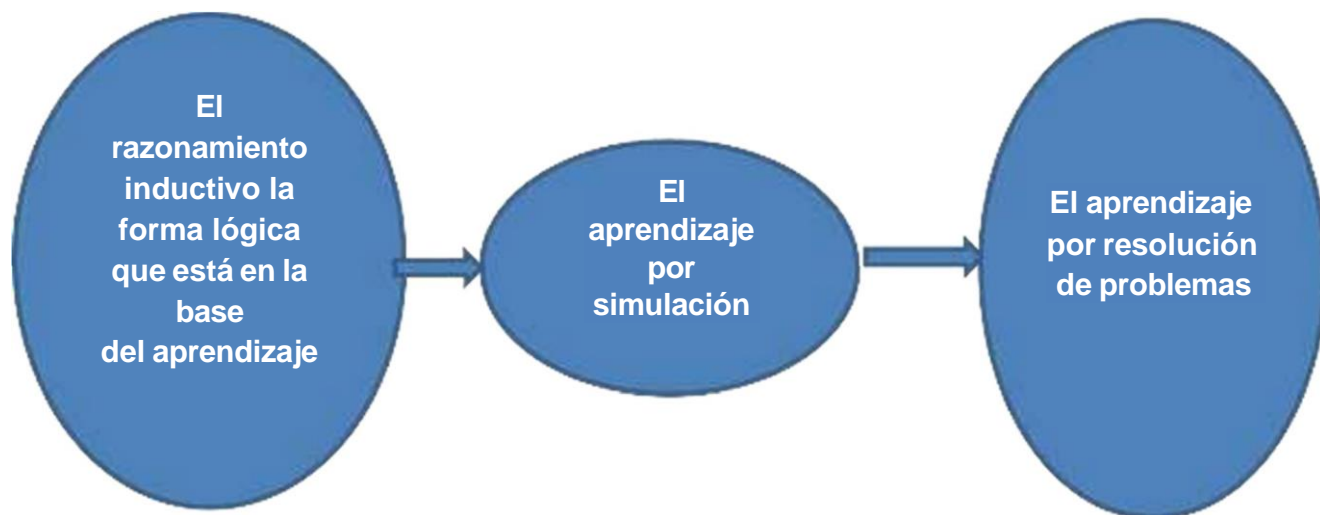 El
razonamiento
inductivo la
forma lógica
que está en la
base
del aprendizaje
El
aprendizaje
por
simulación
El aprendizaje
por resolución
de problemas